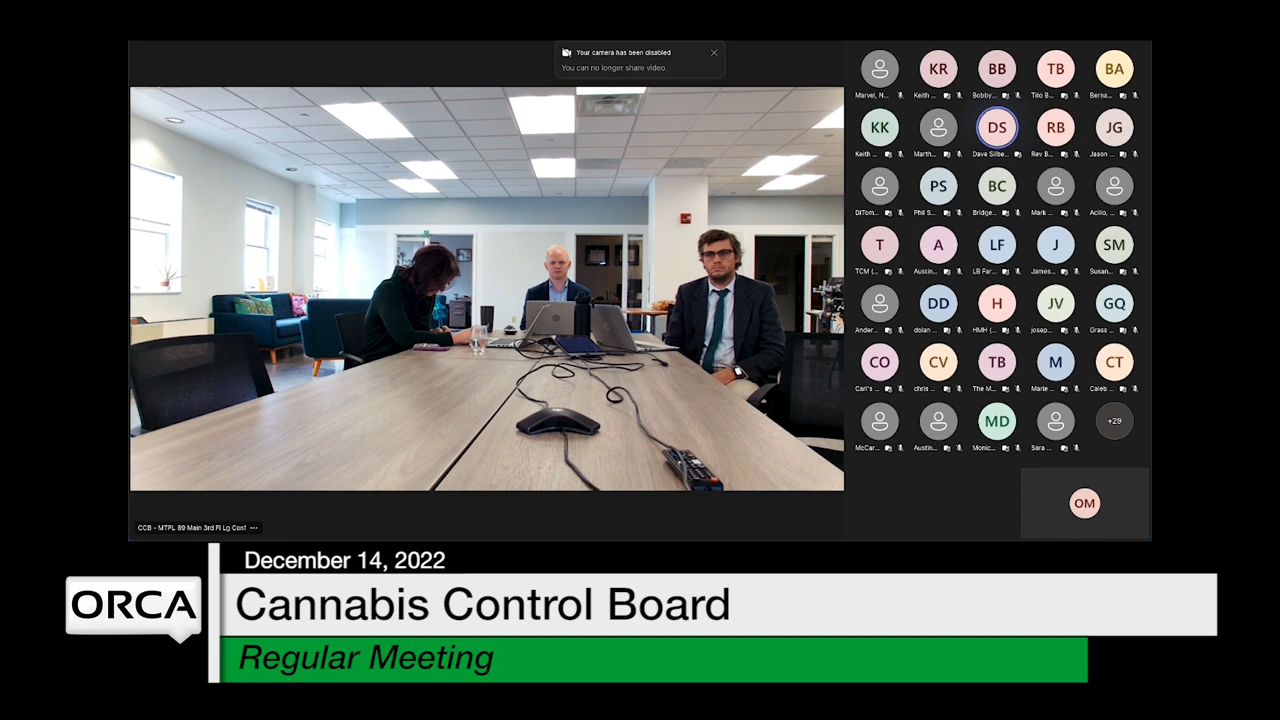 Your camera has been disabled
You can no longer share video.
KR BB TB BA
Marvel, N... Keith ... Bobby... Tito B... Berna...
KK DS RB JG
Keith ... Marth... Dave Silbe... Rev B... Jason ...
PS BC
DiTom... Phil S... Bridge... Mark ... Acilio, ...
T A LF J SM
TCM (... Austin... LB Far... James... Susan...
DD H JV GQ
Ander... dolan ... HMH (... josep... Grass ...
CO CV TB M CT
Carl's ... chris ... The M... Marie ... Caleb ...
MD +29
McCar... Austin... Monic... Sara ...
OM
CCB - MTPL 89 Main 3rd Fl Lg Conf ...
December 14, 2022
ORCA
Cannabis Control Board
Regular Meeting